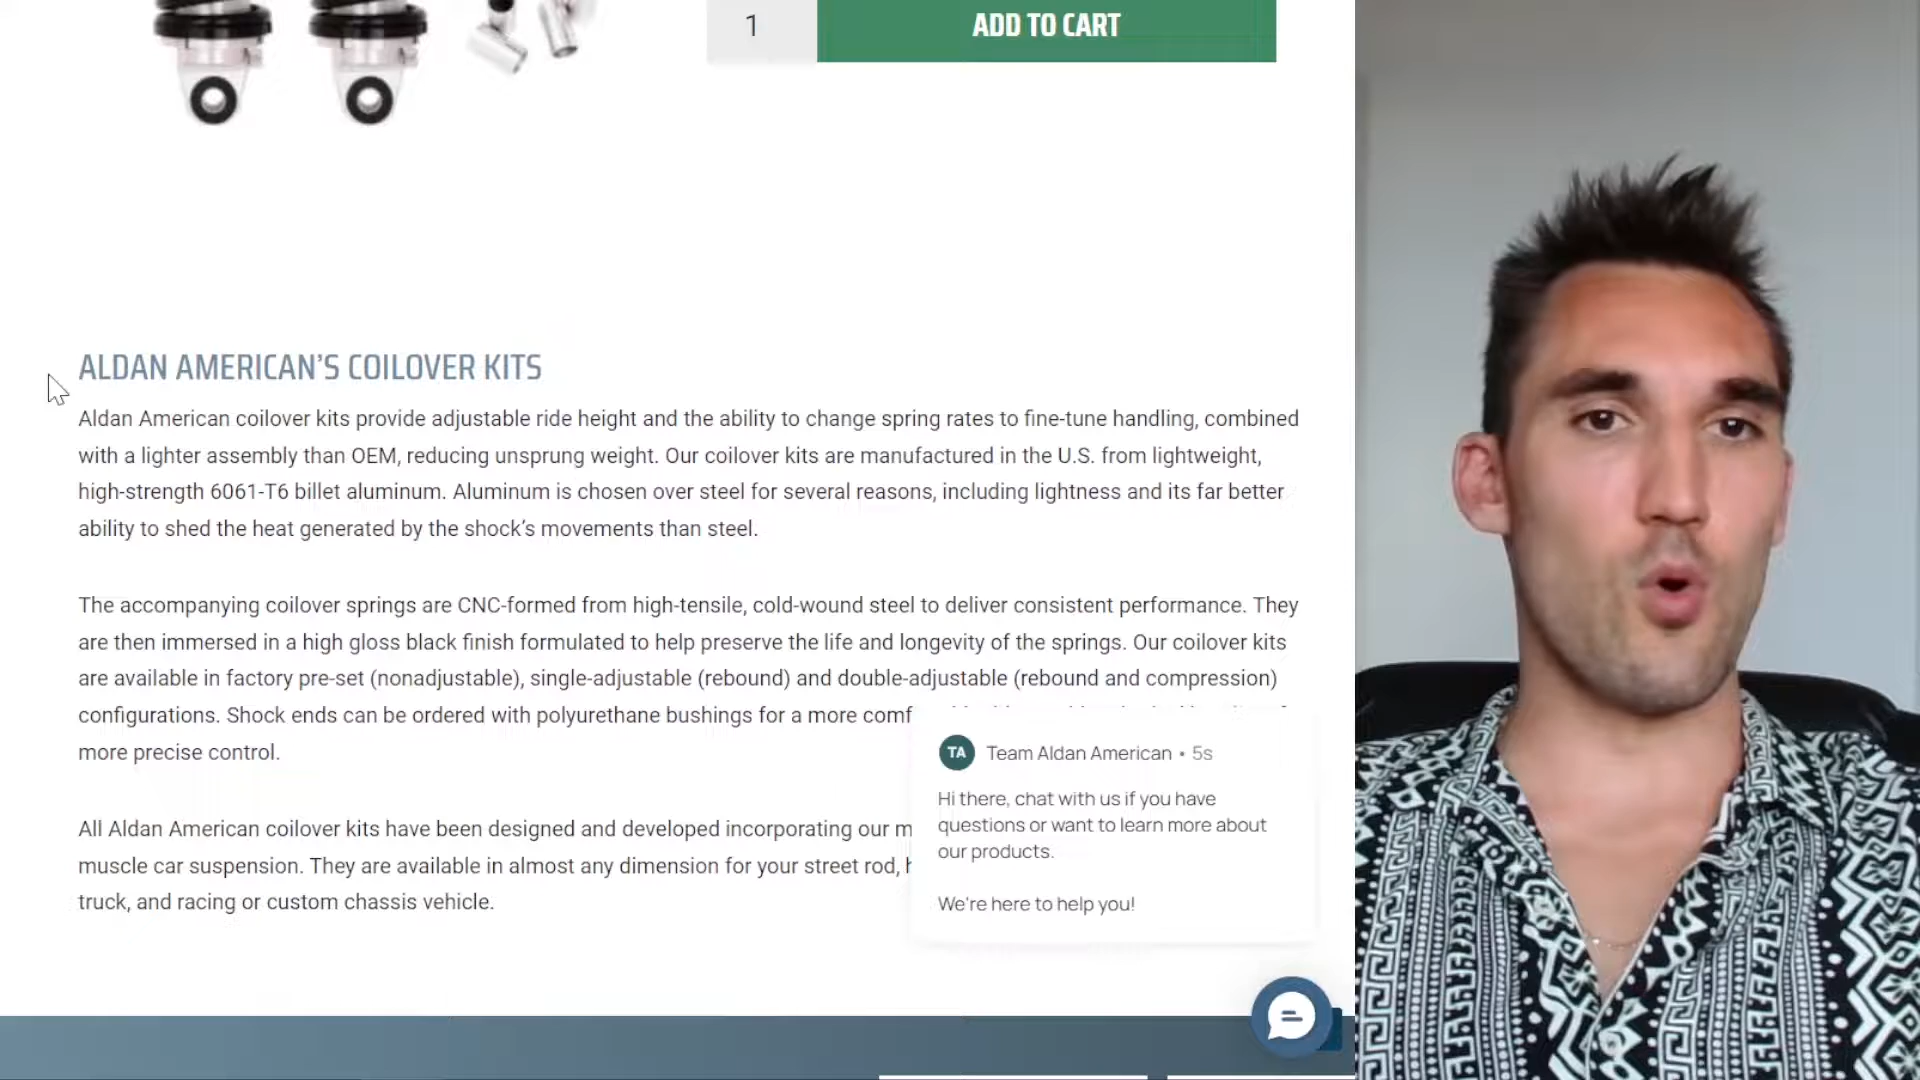 1
ADD TO CART
ALDAN AMERICAN'S COILOVER KITS
Aldan American coilover kits provide adjustable ride height and the ability to change spring rates to fine-tune handling, combined
with a lighter assembly than OEM, reducing unsprung weight. Our coilover kits are manufactured in the U.S. from lightweight,
high-strength 6061-T6 billet aluminum. Aluminum is chosen over steel for several reasons, including lightness and its far better
ability to shed the heat generated by the shock's movements than steel.
The accompanying coilover springs are CNC-formed from high-tensile, cold-wound steel to deliver consistent performance. They
are then immersed in a high gloss black finish formulated to help preserve the life and longevity of the springs. Our coilover kits
are available in factory pre-set (nonadjustable), single-adjustable (rebound) and double-adjustable (rebound and compression)
configurations. Shock ends can be ordered with polyurethane bushings for a more
more precise control.
All Aldan American coilover kits have been designed and developed incorporating our
muscle car suspension. They are available in almost any dimension for your street rod,
truck, and racing or custom chassis vehicle.
TA Team Aldan American • 5s
Hi there, chat with us if you have
questions or want to learn more about
our products.
We're here to help you!